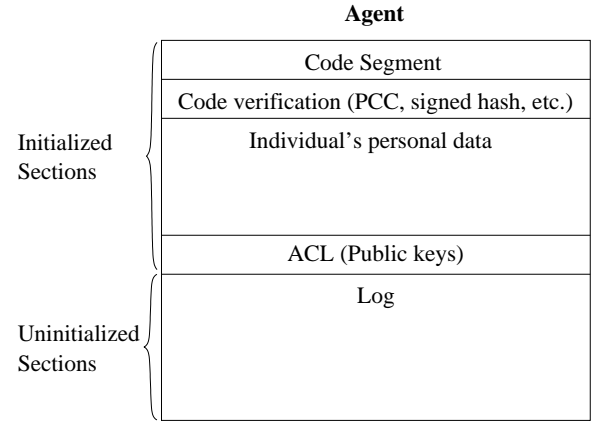 Agent
Code Segment
Code verification (PCC, signed hash, etc.)
Individual's personal data
Initialized
Sections
ACL (Public keys)
Log
Uninitialized
Sections